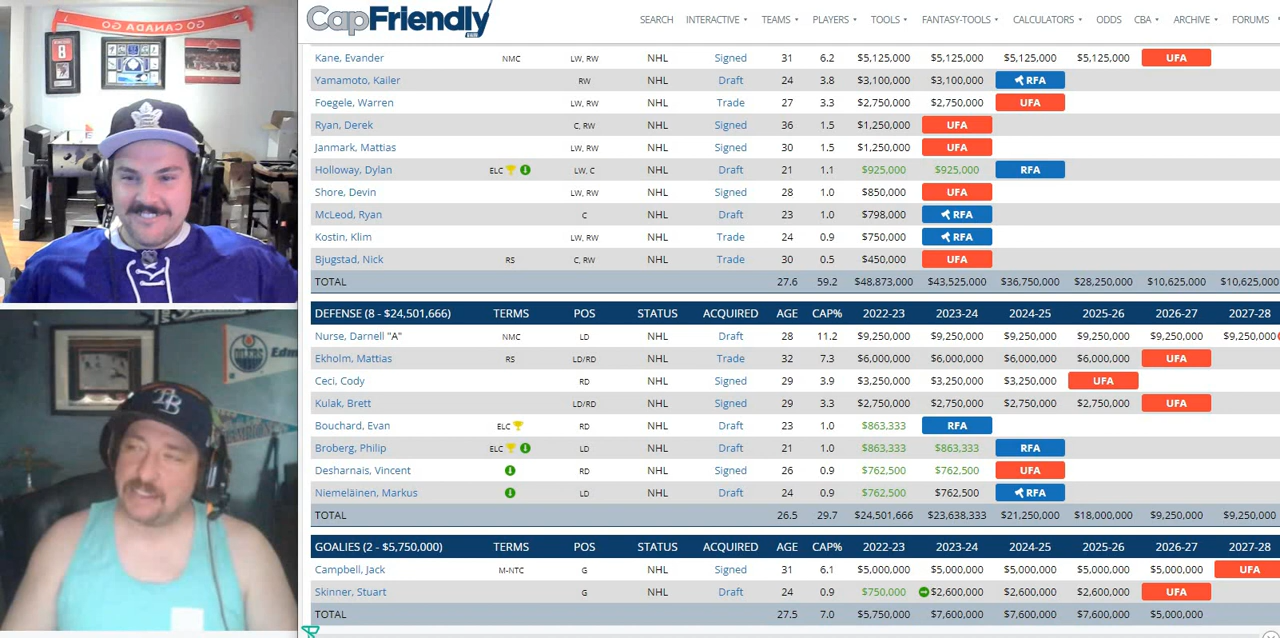 GO CANADA GO
8
TB
OILERS Edm
CapFriendly
.com
SEARCH INTERACTIVE TEAMS PLAYERS TOOLS FANTASY-TOOLS CALCULATORS ODDS CBA ARCHIVE FORUMS
Kane, Evander NMC LW, RW NHL Signed 31 6.2 $5,125,000 $5,125,000 $5,125,000 $5,125,000 UFA
Yamamoto, Kailer RW NHL Draft 24 3.7 $3,100,000 $3,100,000 RFA
Foegele, Warren LW, RW NHL Trade 27 3.3 $2,750,000 $2,750,000 UFA
Ryan, Derek C, RW NHL Signed 36 1.5 $1,250,000 UFA
Janmark, Mattias LW, RW NHL Signed 30 1.5 $1,250,000 UFA
Holloway, Dylan ELC LW, C NHL Draft 21 1.1 $925,000 $925,000 RFA
Shore, Devin LW, RW NHL Signed 28 1.0 $850,000 UFA
McLeod, Ryan C NHL Draft 23 1.0 $798,000 RFA
Kostin, Klim LW, RW NHL Trade 24 0.9 $750,000 RFA
Bjugstad, Nick RS C, RW NHL Trade 30 0.5 $450,000 UFA
TOTAL 27.6 59.2 $48,873,000 $43,525,000 $36,750,000 $28,250,000 $10,625,000 $10,625,000
DEFENSE (8 - $24,501,666) TERMS POS STATUS ACQUIRED AGE CAP% 2022-23 2023-24 2024-25 2025-26 2026-27 2027-28
Nurse, Darnell "A" NMC LD NHL Draft 28 11.2 $9,250,000 $9,250,000 $9,250,000 $9,250,000 $9,250,000 $9,250,000
Ekholm, Mattias RS LD/RD NHL Trade 32 7.3 $6,000,000 $6,000,000 $6,000,000 $6,000,000 UFA
Ceci, Cody RD NHL Signed 29 3.9 $3,250,000 $3,250,000 $3,250,000 UFA
Kulak, Brett LD/RD NHL Signed 29 3.3 $2,750,000 $2,750,000 $2,750,000 $2,750,000 UFA
Bouchard, Evan ELC RD NHL Draft 23 1.0 $863,333 RFA
Broberg, Philip ELC LD NHL Draft 21 1.0 $863,333 $863,333 RFA
Desharnais, Vincent RD NHL Signed 26 0.9 $762,500 $762,500 UFA
Niemeläinen, Markus LD NHL Draft 24 0.9 $762,500 $762,500 RFA
TOTAL 26.5 29.7 $24,501,666 $23,638,333 $21,250,000 $18,000,000 $9,250,000 $9,250,000
GOALIES (2 - $5,750,000) TERMS POS STATUS ACQUIRED AGE CAP% 2022-23 2023-24 2024-25 2025-26 2026-27 2027-28
Campbell, Jack M-NTC G NHL Signed 31 6.1 $5,000,000 $5,000,000 $5,000,000 $5,000,000 $5,000,000 UFA
Skinner, Stuart G NHL Draft 24 0.9 $750,000 $2,600,000 $2,600,000 $2,600,000 UFA
TOTAL 27.5 7.0 $5,750,000 $7,600,000 $7,600,000 $7,600,000 $5,000,000